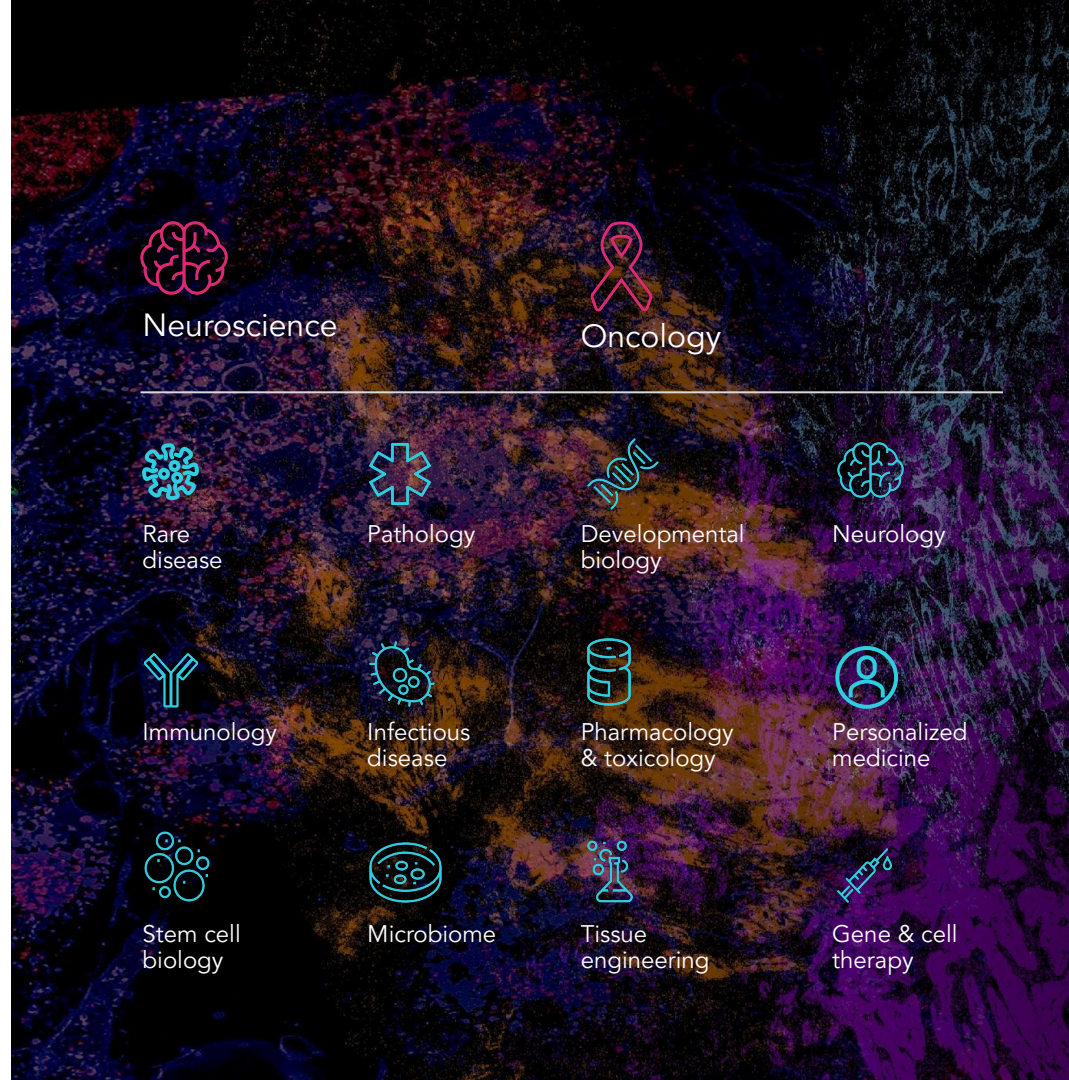 Neuroscience
Oncology
Rare
disease
Pathology
Developmental
biology
Neurology
Immunology
Infectious
disease
Pharmacology
& toxicology
Personalized
medicine
Stem cell
biology
Microbiome
Tissue
engineering
Gene & cell
therapy